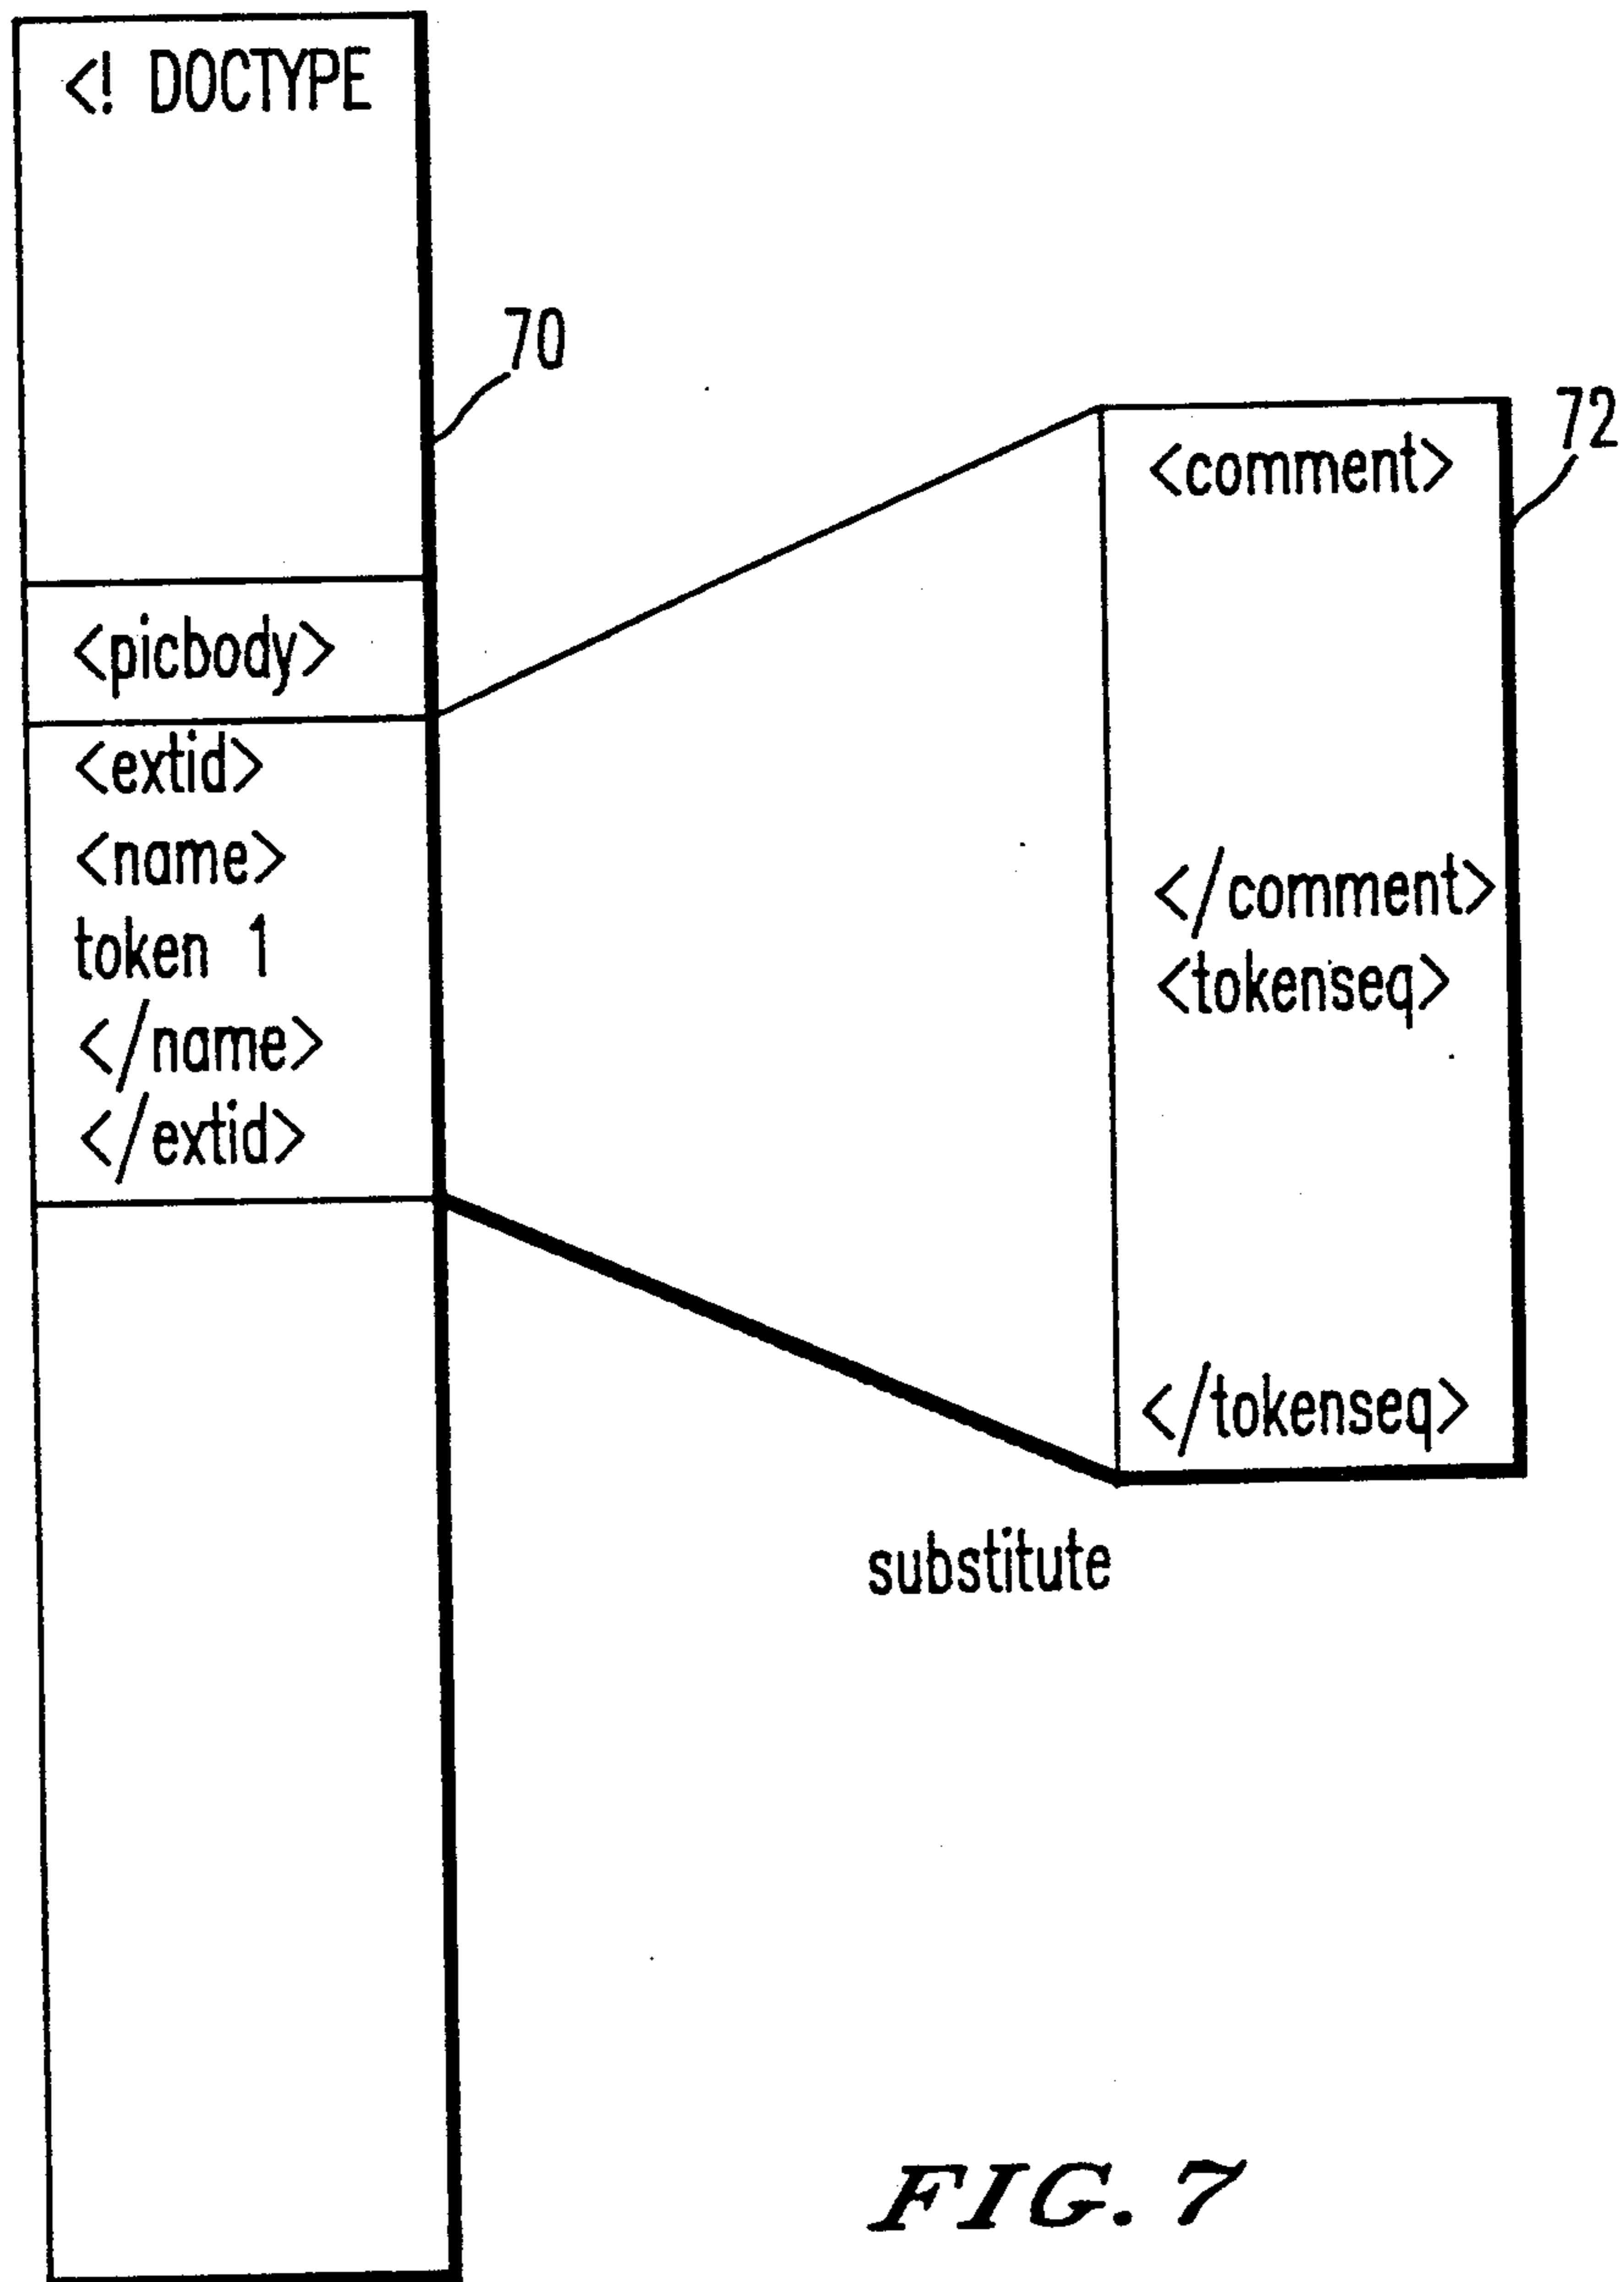 <! DOCTYPE
70
<picbody>
<extid>
<name>
token 1
</name>
</extid>
72
<comment>
</comment>
<tokenseq>
</tokenseq>
substitute
FIG. 7